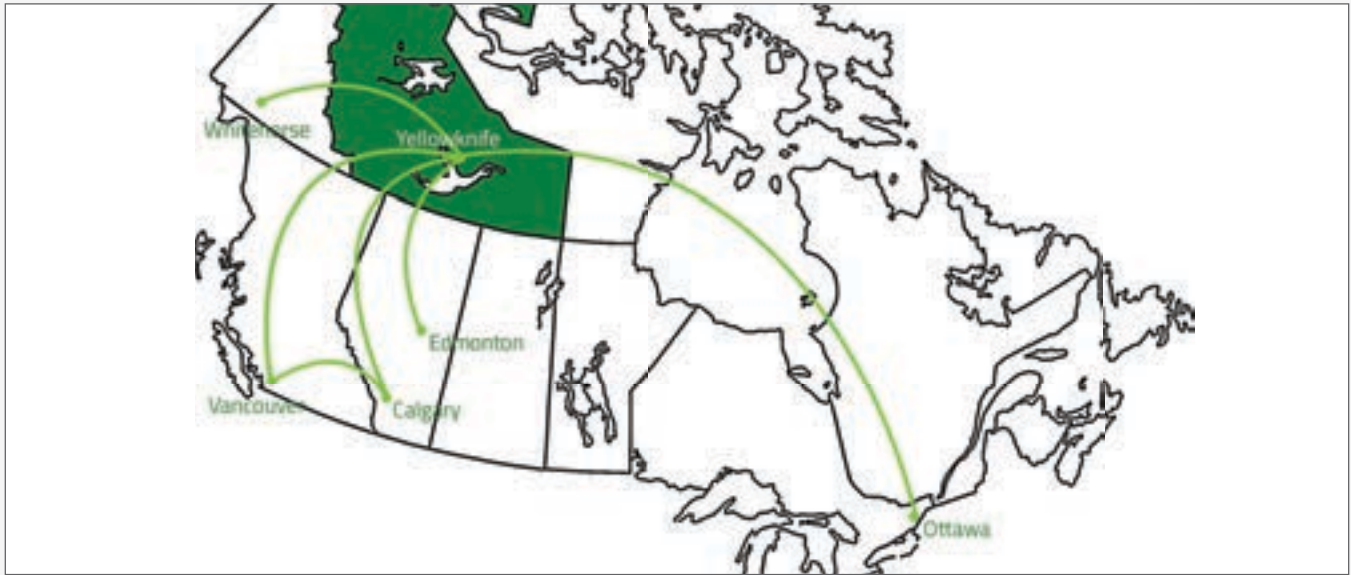 Whitehorse
Yellowknife
Edmonton
Vancouver
Calgary
Ottawa